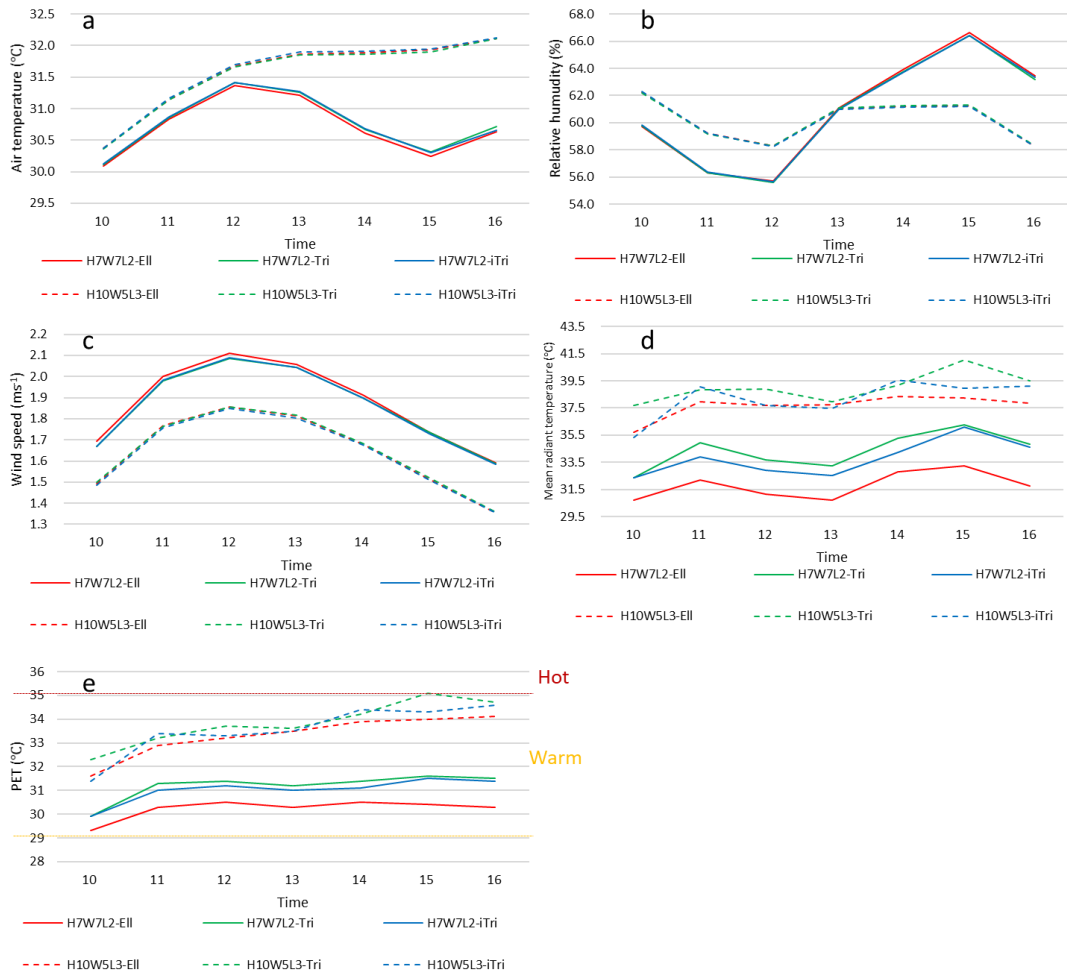 a
Air temperature (°C)
32.5
32.0
31.5
31.0
30.5
30.0
29.5
10 11 12 13 14 15 16
Time
H7W7L2-Ell H7W7L2-Tri H7W7L2-iTri
H10W5L3-Ell H10W5L3-Tri H10W5L3-iTri
b
Relative humudity (%)
68.0
66.0
64.0
62.0
60.0
58.0
56.0
54.0
10 11 12 13 14 15 16
Time
H7W7L2-Ell H7W7L2-Tri H7W7L2-iTri
H10W5L3-Ell H10W5L3-Tri H10W5L3-iTri
c
Wind speed (ms⁻¹)
2.2
2.1
2.0
1.9
1.8
1.7
1.6
1.5
1.4
1.3
10 11 12 13 14 15 16
Time
H7W7L2-Ell H7W7L2-Tri H7W7L2-iTri
H10W5L3-Ell H10W5L3-Tri H10W5L3-iTri
d
Mean radiant temperature (°C)
43.5
41.5
39.5
37.5
35.5
33.5
31.5
29.5
10 11 12 13 14 15 16
Time
H7W7L2-Ell H7W7L2-Tri H7W7L2-iTri
H10W5L3-Ell H10W5L3-Tri H10W5L3-iTri
e
PET (°C)
36
35
34
33
32
31
30
29
28
Hot
Warm
10 11 12 13 14 15 16
Time
H7W7L2-Ell H7W7L2-Tri H7W7L2-iTri
H10W5L3-Ell H10W5L3-Tri H10W5L3-iTri